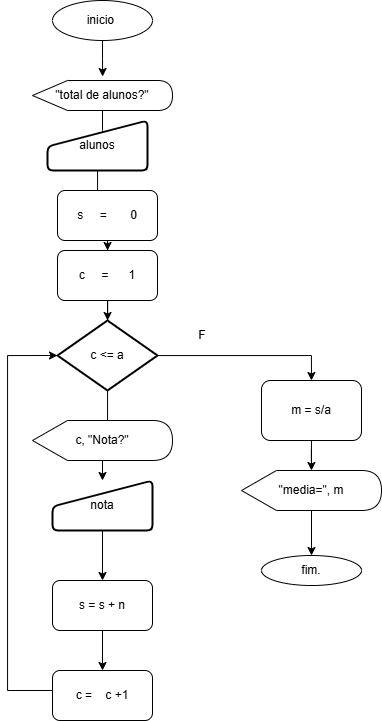 inicio
"total de alunos?"
alunos
s = 0
c = 1
c <= a
F
c, "Nota?"
m = s/a
nota
"media=", m
fim.
s = s + n
c = c +1